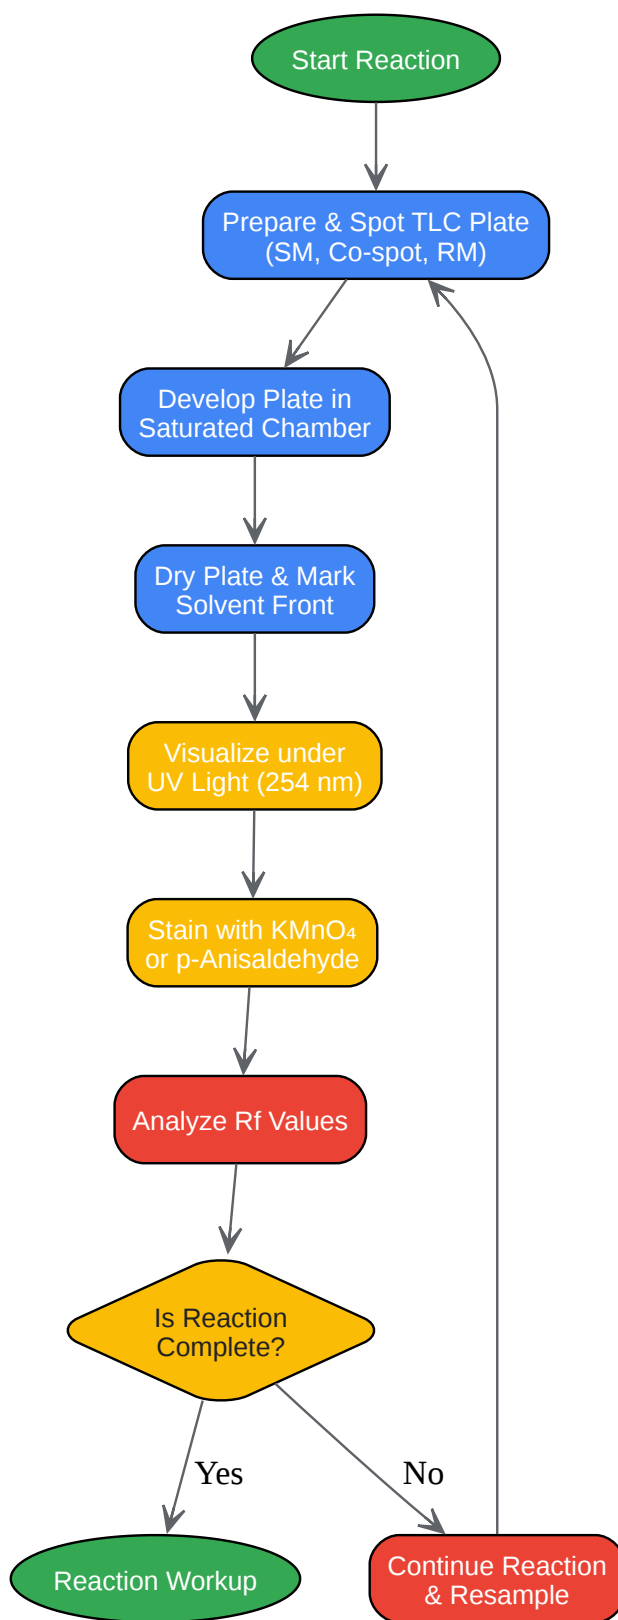 Start Reaction
Prepare & Spot TLC Plate
(SM, Co-spot, RM)
Develop Plate in
Saturated Chamber
Dry Plate & Mark
Solvent Front
Visualize under
UV Light (254 nm)
Stain with KMnO₄
or p-Anisaldehyde
Analyze Rf Values
Is Reaction
Complete?
Yes
No
Reaction Workup
Continue Reaction
& Resample